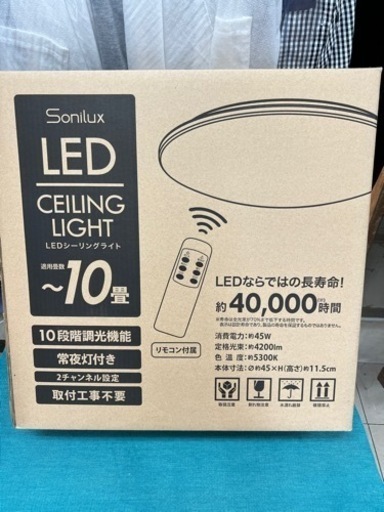 Sonilux
LED
CEILING
LIGHT
LEDシーリングライト
適用畳数
～10畳
10段階調光機能
常夜灯付き
2チャンネル設定
取付工事不要
リモコン付属
LEDならではの長寿命!
約40,000時間
消費電力:約45W
定格光束:約4200lm
色 温 度:約5300K
本体寸法:∅約45×H(高さ)約11.5cm